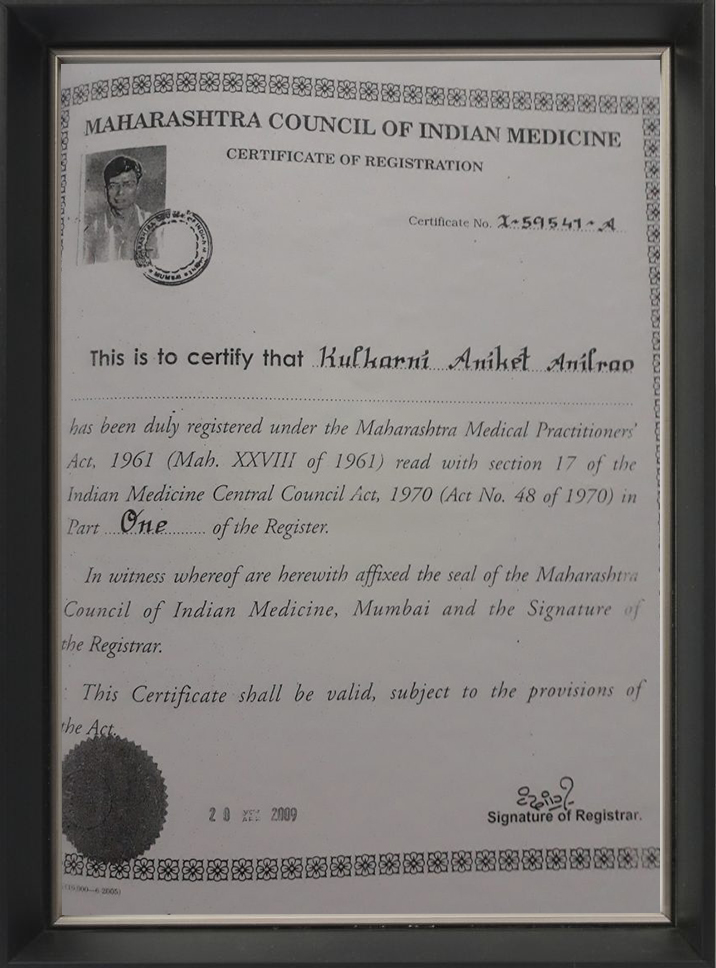 MAHARASHTRA COUNCIL OF INDIAN MEDICINE
CERTIFICATE OF REGISTRATION
Certificate No. I-59541-A
MUMBAI
This is to certify that Kulkarni Aniket Anilrao
has been duly registered under the Maharashtra Medical Practitioners'
Act, 1961 (Mah. XXVIII of 1961) read with section 17 of the
Indian Medicine Central Council Act, 1970 (Act No. 48 of 1970) in
Part One of the Register.
In witness whereof are herewith affixed the seal of the Maharashtra
Council of Indian Medicine, Mumbai and the Signature of
the Registrar.
This Certificate shall be valid, subject to the provisions of
the Act.
20 2009
Signature of Registrar.